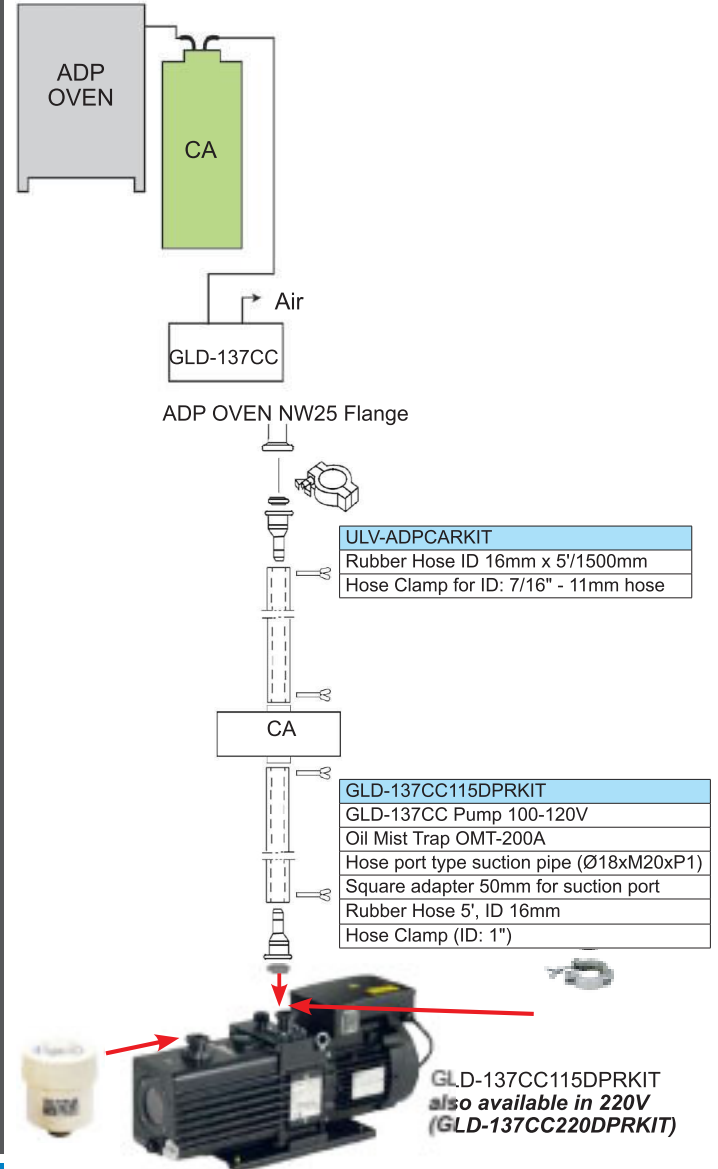 ADP
OVEN
CA
Air
GLD-137CC
ADP OVEN NW25 Flange
ULV-ADPCARKIT
Rubber Hose ID 16mm x 5'/1500mm
Hose Clamp for ID: 7/16" - 11mm hose
CA
GLD-137CC115DPRKIT
GLD-137CC Pump 100-120V
Oil Mist Trap OMT-200A
Hose port type suction pipe (Ø18xM20xP1)
Square adapter 50mm for suction port
Rubber Hose 5', ID 16mm
Hose Clamp (ID: 1")
GLD-137CC115DPRKIT
also available in 220V
(GLD-137CC220DPRKIT)